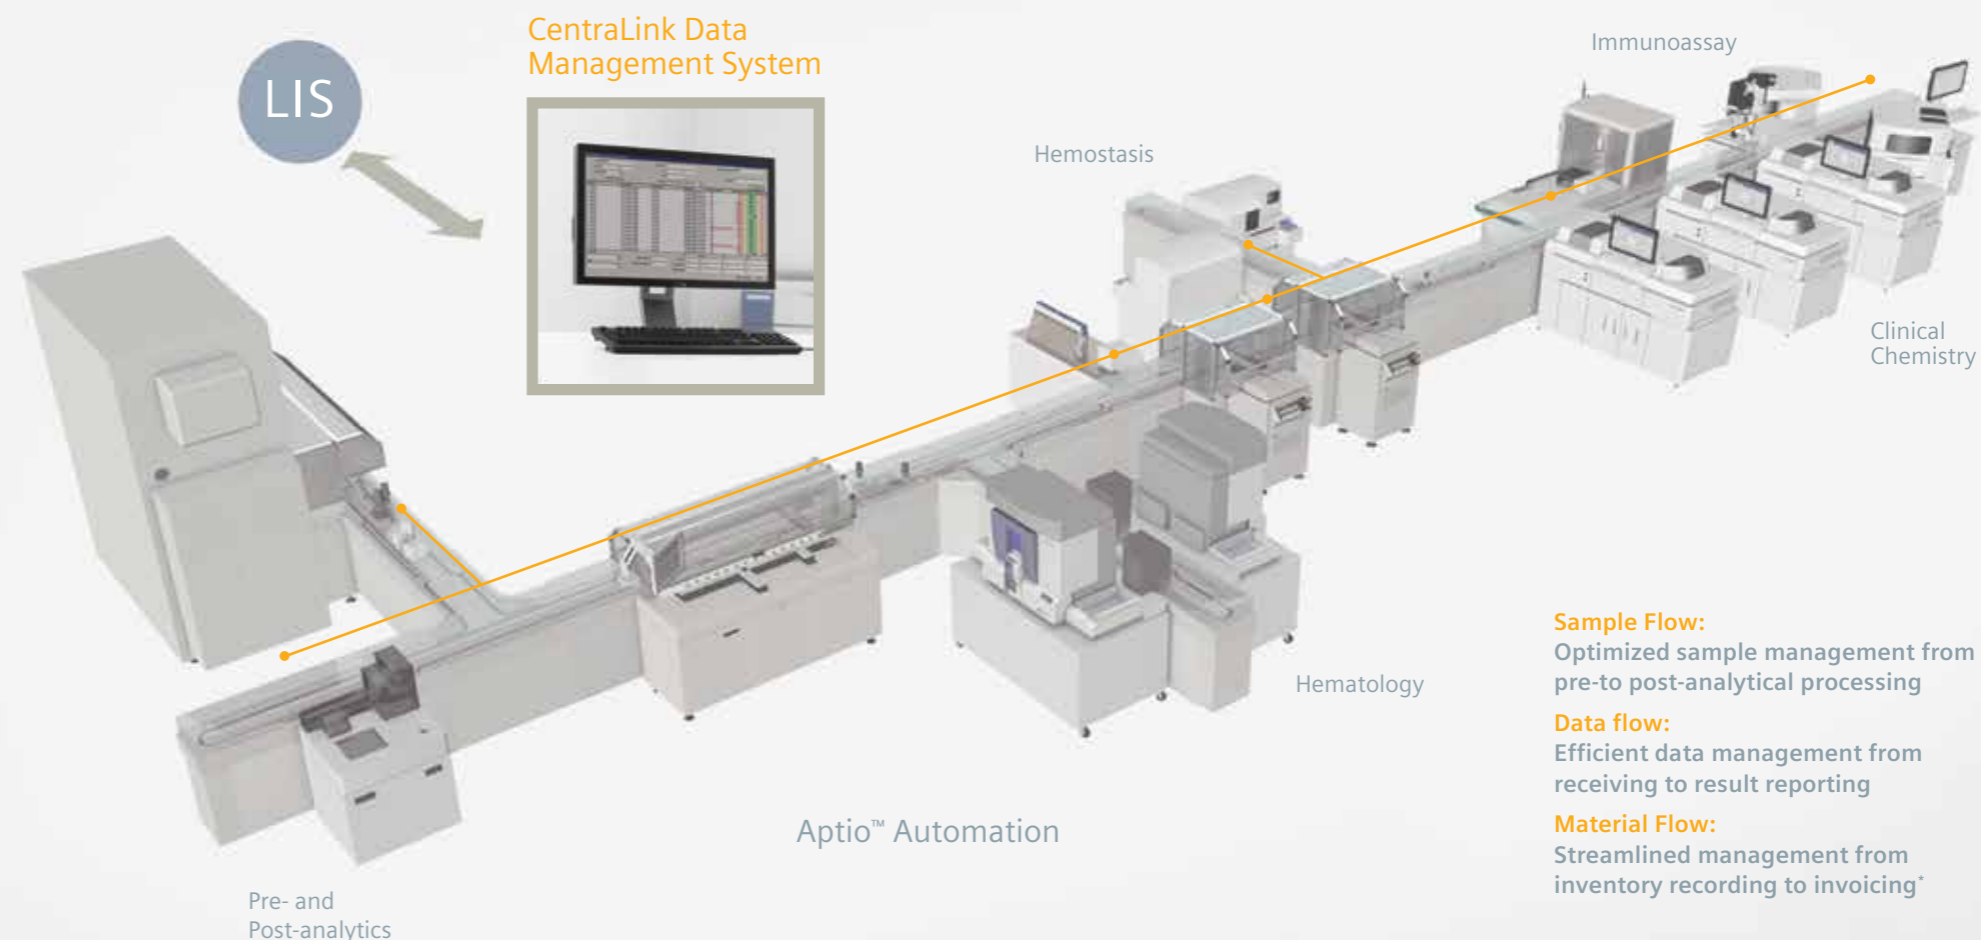 CentraLink Data
Management System
LIS
Immunoassay
Hemostasis
Clinical
Chemistry
Hematology
Sample Flow:
Optimized sample management from
pre-to post-analytical processing
Data flow:
Efficient data management from
receiving to result reporting
Material Flow:
Streamlined management from
inventory recording to invoicing*
Aptio™ Automation
Pre- and
Post-analytics